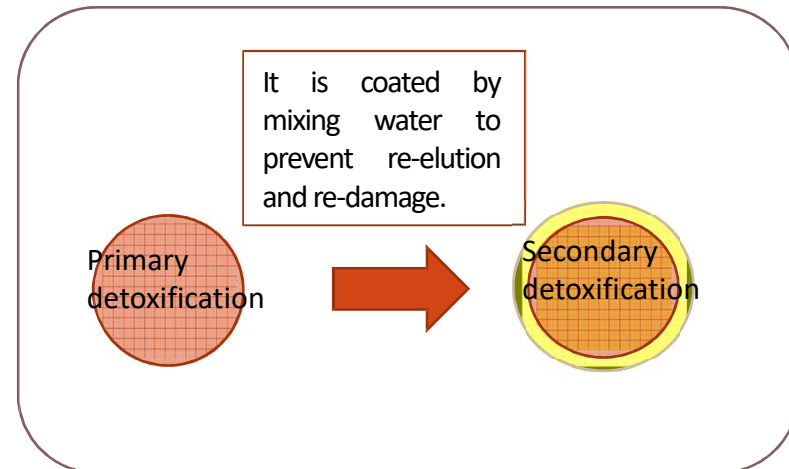 It is coated by
mixing water to
prevent re-elution
and re-damage.
Primary
detoxification
Secondary
detoxification